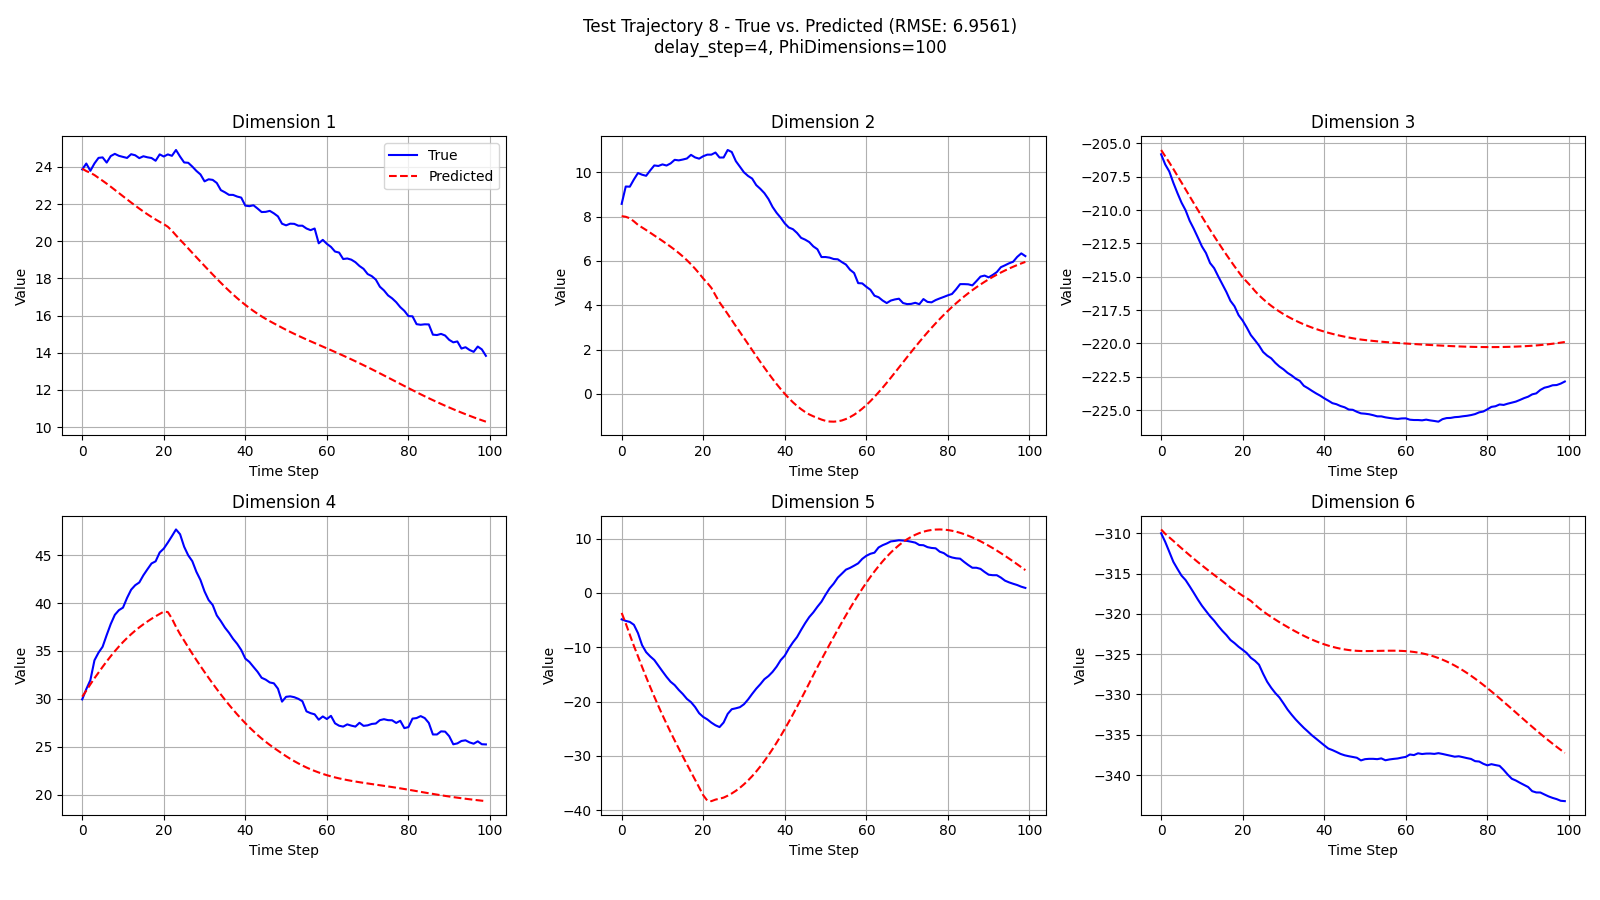 Test Trajectory 8 - True vs. Predicted (RMSE: 6.9561)
delay_step=4, PhiDimensions=100
Dimension 1
24
22
20
18
16
14
12
10
Value
0 20 40 60 80 100
Time Step
True
Predicted
Dimension 2
10
8
6
4
2
0
Value
0 20 40 60 80 100
Time Step
Dimension 3
−205.0
−207.5
−210.0
−212.5
−215.0
−217.5
−220.0
−222.5
−225.0
Value
0 20 40 60 80 100
Time Step
Dimension 4
45
40
35
30
25
20
Value
0 20 40 60 80 100
Time Step
Dimension 5
10
0
−10
−20
−30
−40
Value
0 20 40 60 80 100
Time Step
Dimension 6
−310
−315
−320
−325
−330
−335
−340
Value
0 20 40 60 80 100
Time Step